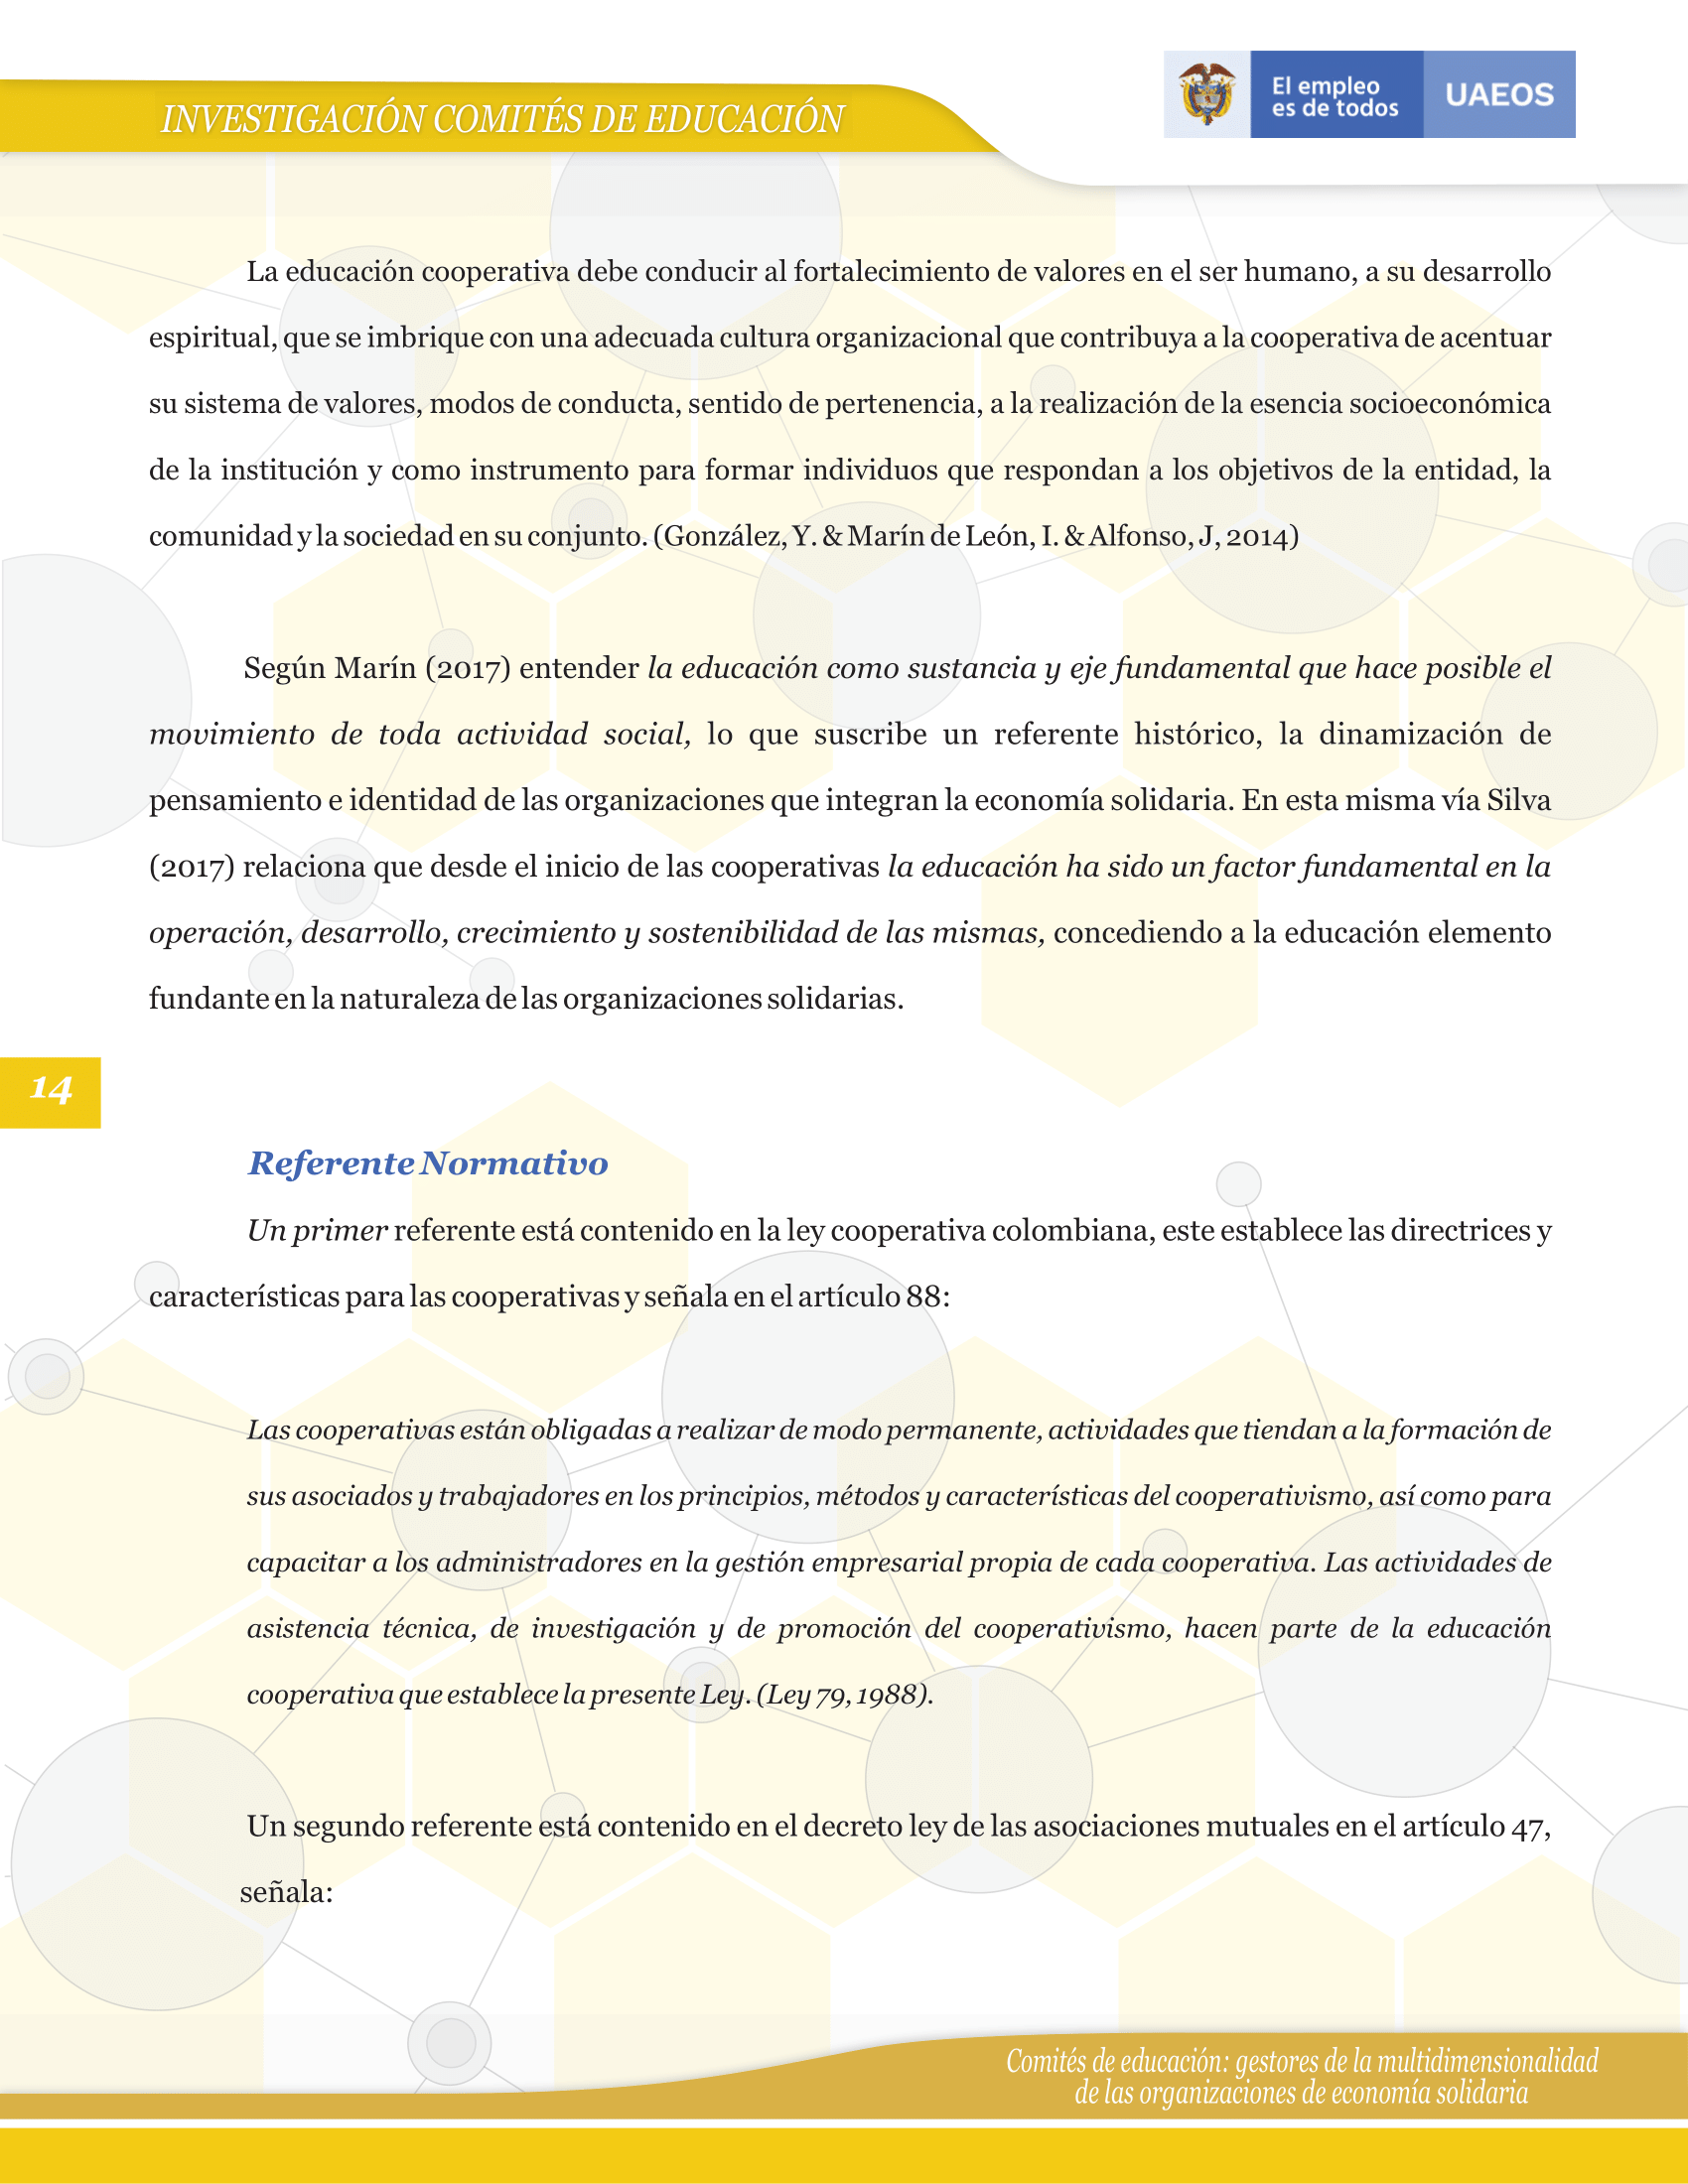 INVESTIGACIÓN COMITÉS DE EDUCACIÓN
El empleo
es de todos
UAEOS
La educación cooperativa debe conducir al fortalecimiento de valores en el ser humano, a su desarrollo
espiritual, que se imbrique con una adecuada cultura organizacional que contribuya a la cooperativa de acentuar
su sistema de valores, modos de conducta, sentido de pertenencia, a la realización de la esencia socioeconómica
de la institución y como instrumento para formar individuos que respondan a los objetivos de la entidad, la
comunidad y la sociedad en su conjunto. (González, Y. & Marín de León, I. & Alfonso, J, 2014)
Según Marín (2017) entender la educación como sustancia y eje fundamental que hace posible el
movimiento de toda actividad social, lo que suscribe un referente histórico, la dinamización de
pensamiento e identidad de las organizaciones que integran la economía solidaria. En esta misma vía Silva
(2017) relaciona que desde el inicio de las cooperativas la educación ha sido un factor fundamental en la
operación, desarrollo, crecimiento y sostenibilidad de las mismas, concediendo a la educación elemento
fundante en la naturaleza de las organizaciones solidarias.
14
Referente Normativo
Un primer referente está contenido en la ley cooperativa colombiana, este establece las directrices y
características para las cooperativas y señala en el artículo 88:
Las cooperativas están obligadas a realizar de modo permanente, actividades que tiendan a la formación de
sus asociados y trabajadores en los principios, métodos y características del cooperativismo, así como para
capacitar a los administradores en la gestión empresarial propia de cada cooperativa. Las actividades de
asistencia técnica, de investigación y de promoción del cooperativismo, hacen parte de la educación
cooperativa que establece la presente Ley. (Ley 79, 1988).
Un segundo referente está contenido en el decreto ley de las asociaciones mutuales en el artículo 47,
señala:
Comités de educación: gestores de la multidimensionalidad
de las organizaciones de economía solidaria